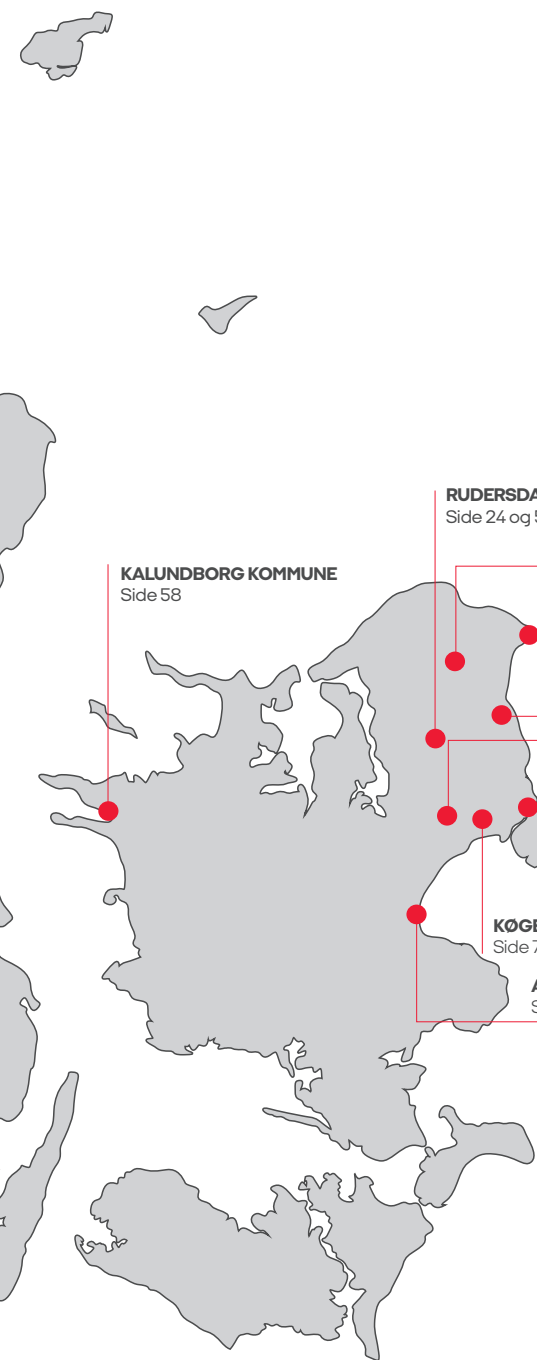 RUDERSDA
Side 24 og 5
KALUNDBORG KOMMUNE
Side 58
KØGE
Side 7
A
S